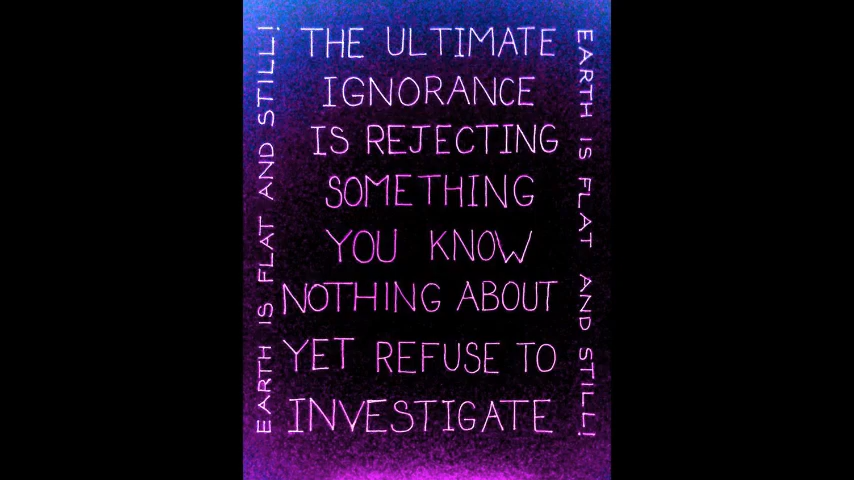 EARTH IS FLAT AND STILL!
THE ULTIMATE
IGNORANCE
IS REJECTING
SOMETHING
YOU KNOW
NOTHING ABOUT
YET REFUSE TO
INVESTIGATE
EARTH IS FLAT AND STILL!